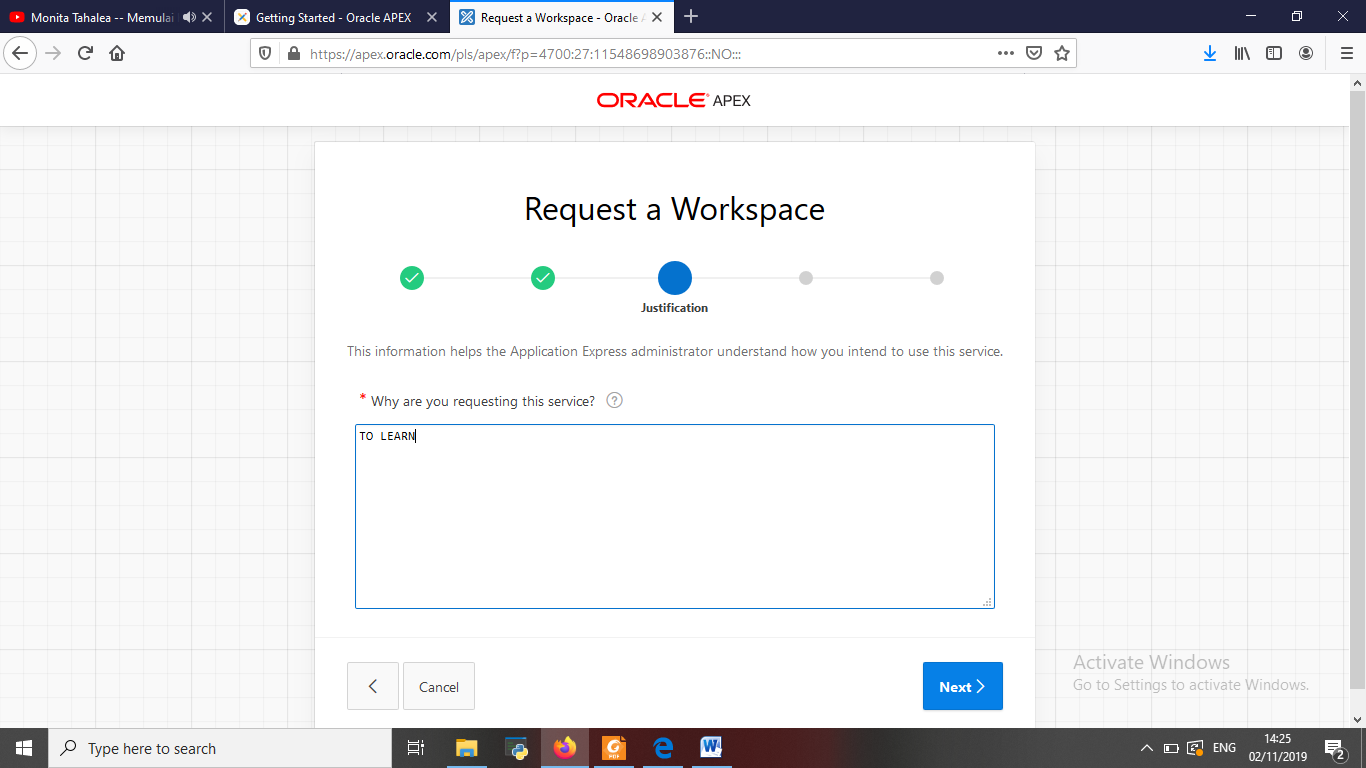 Monita Tahalea -- Memulai
Getting Started - Oracle APEX
Request a Workspace - Oracle
https://apex.oracle.com/pls/apex/f?p=4700:27:11548698903876::NO:::
ORACLE APEX
Request a Workspace
Justification
This information helps the Application Express administrator understand how you intend to use this service.
* Why are you requesting this service? ?
TO LEARN
Cancel
Next
Activate Windows
Go to Settings to activate Windows.
Type here to search
PDF
ENG
14:25
02/11/2019
2